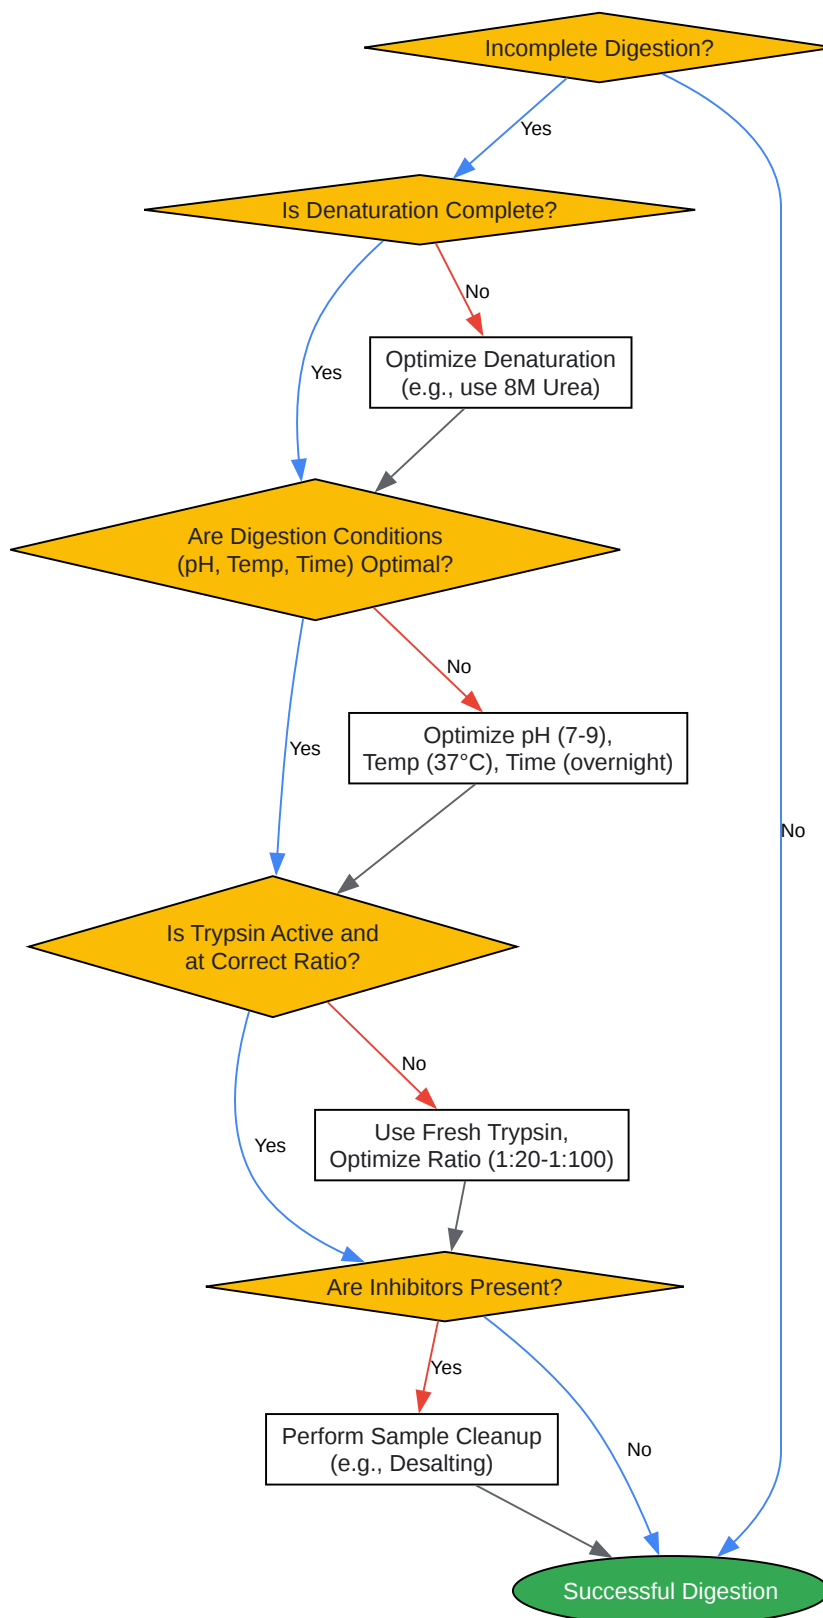 Incomplete Digestion?
Yes
Is Denaturation Complete?
No
Optimize Denaturation
(e.g., use 8M Urea)
Yes
Are Digestion Conditions
(pH, Temp, Time) Optimal?
No
Optimize pH (7-9),
Temp (37°C), Time (overnight)
Yes
No
Is Trypsin Active and
at Correct Ratio?
No
Use Fresh Trypsin,
Optimize Ratio (1:20-1:100)
Yes
Are Inhibitors Present?
Yes
Perform Sample Cleanup
(e.g., Desalting)
No
Successful Digestion